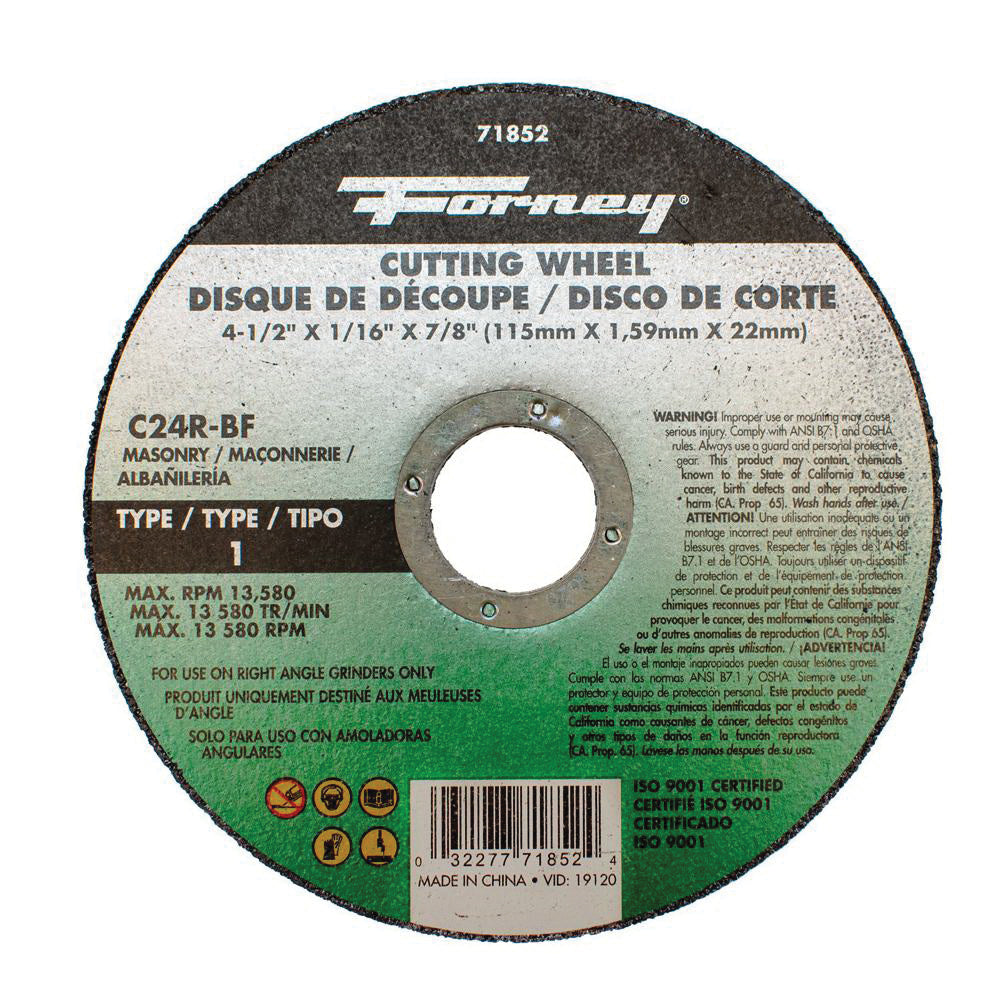 71852
Forney®
CUTTING WHEEL
DISQUE DE DÉCOUPE / DISCO DE CORTE
4-1/2" X 1/16" X 7/8" (115mm X 1,59mm X 22mm)
C24R-BF
MASONRY / MAÇONNERIE /
ALBAÑILERÍA
TYPE / TYPE / TIPO
1
MAX. RPM 13,580
MAX. 13 580 TR/MIN
MÁX. 13 580 RPM
FOR USE ON RIGHT ANGLE GRINDERS ONLY
PRODUIT UNIQUEMENT DESTINÉ AUX MEULEUSES
D'ANGLE
SOLO PARA USO CON AMOLADORAS
ANGULARES
WARNING! Improper use or mounting may cause
serious injury. Comply with ANSI B7.1 and OSHA
rules. Always use a guard and personal protective
gear. This product may contain chemicals
known to the State of California to cause
cancer, birth defects and other reproductive
harm (CA. Prop 65). Wash hands after use. /
ATTENTION! Une utilisation inadéquate ou un
montage incorrect peut entraîner des risques de
blessures graves. Respecter les règles de l'ANSI
B7.1 et de l'OSHA. Toujours utiliser un dispositif
de protection et de l'équipement de protection
personnel. Ce produit peut contenir des substances
chimiques reconnues par l'État de Californie pour
provoquer le cancer, des malformations congénitales
ou d'autres anomalies de reproduction (CA. Prop 65).
Se laver les mains après utilisation. / ¡ADVERTENCIA!
El uso o el montaje inapropiados pueden causar lesiones graves.
Cumple con las normas ANSI B7.1 y OSHA. Siempre use un
protector y equipo de protección personal. Este producto puede
contener sustancias químicas identificadas por el estado de
California como causantes de cáncer, defectos congénitos
y otros tipos de daños en la función reproductora
(CA. Prop. 65). Lávese las manos después de su uso.
ISO 9001 CERTIFIED
CERTIFIÉ ISO 9001
CERTIFICADO
ISO 9001
0 32277 71852 4
MADE IN CHINA • VID: 19120